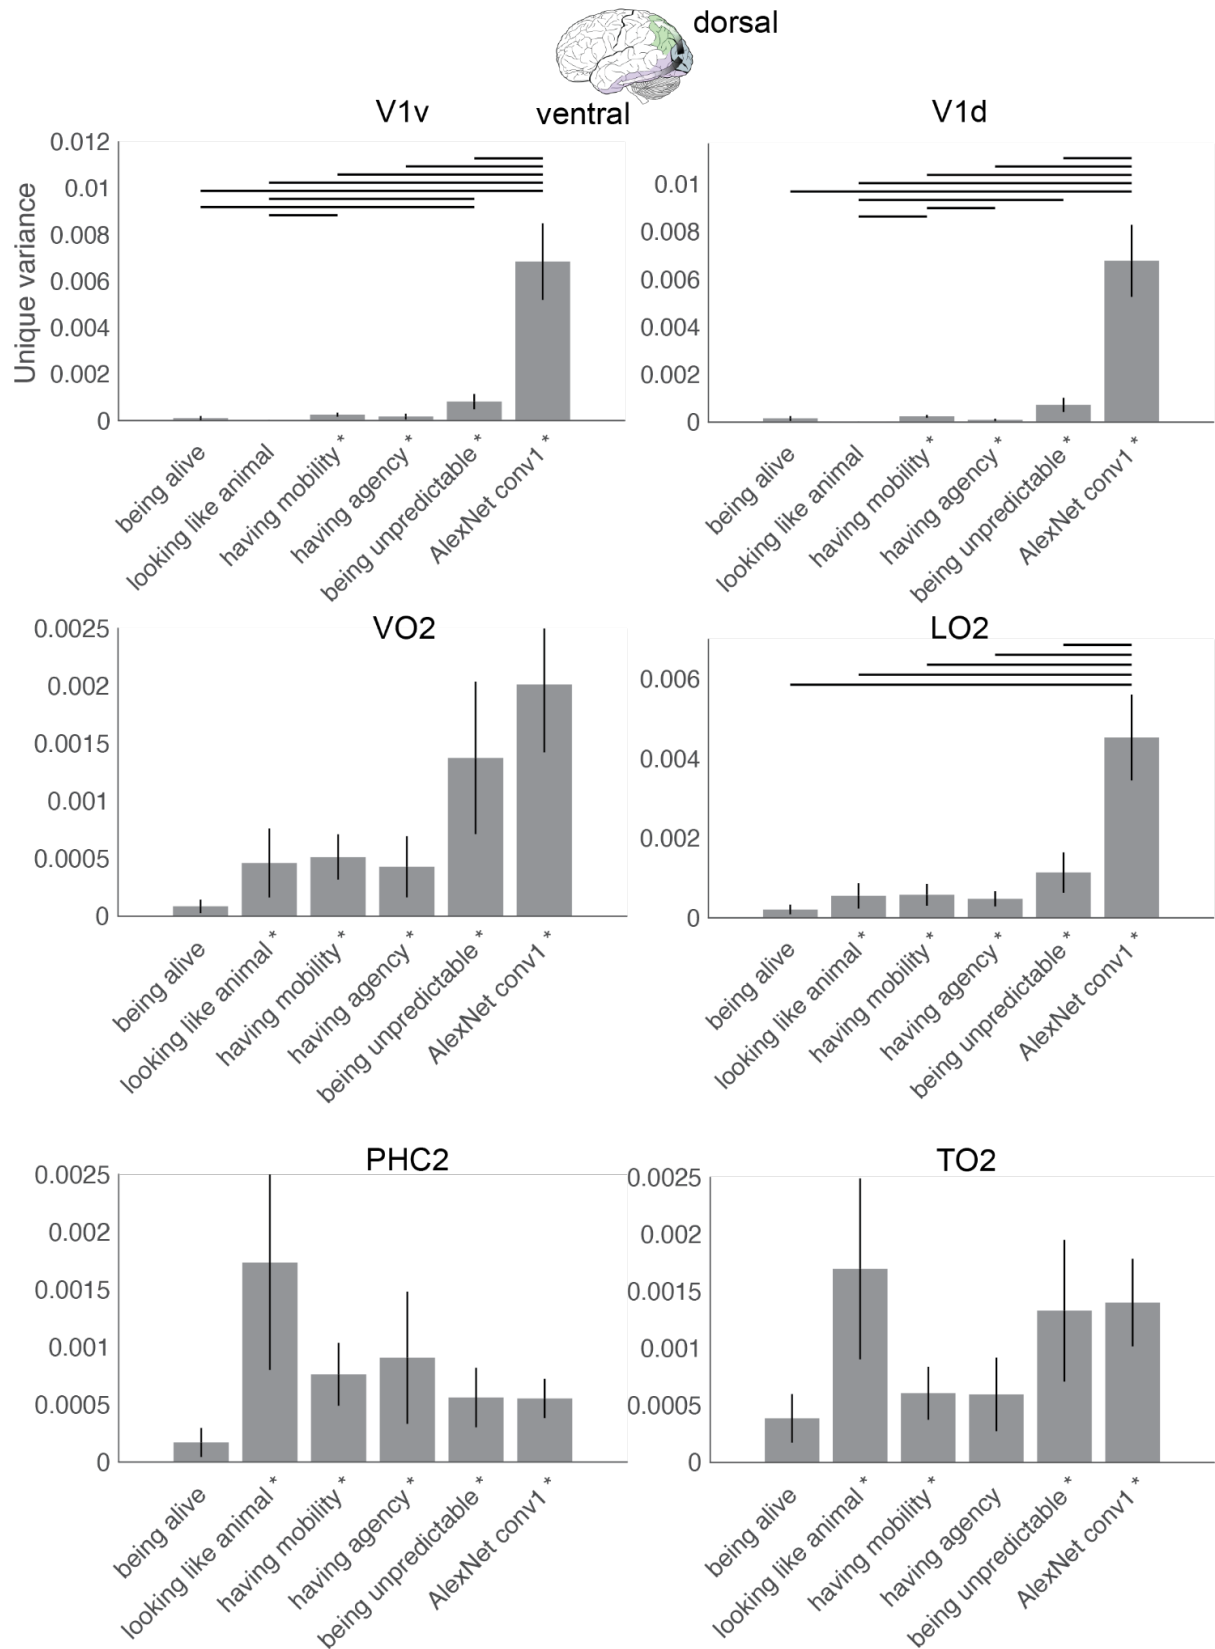 dorsal
ventral
V1v
Unique variance
0.012
0.01
0.008
0.006
0.004
0.002
0
being alive
looking like animal
having mobility *
having agency *
being unpredictable *
AlexNet conv1 *
V1d
0.01
0.008
0.006
0.004
0.002
0
being alive
looking like animal
having mobility *
having agency *
being unpredictable *
AlexNet conv1 *
VO2
0.0025
0.002
0.0015
0.001
0.0005
0
being alive
looking like animal *
having mobility *
having agency *
being unpredictable *
AlexNet conv1 *
LO2
0.006
0.004
0.002
0
being alive
looking like animal *
having mobility *
having agency *
being unpredictable *
AlexNet conv1 *
PHC2
0.0025
0.002
0.0015
0.001
0.0005
0
being alive
looking like animal *
having mobility *
having agency *
being unpredictable *
AlexNet conv1 *
TO2
0.0025
0.002
0.0015
0.001
0.0005
0
being alive
looking like animal *
having mobility *
having agency
being unpredictable *
AlexNet conv1 *